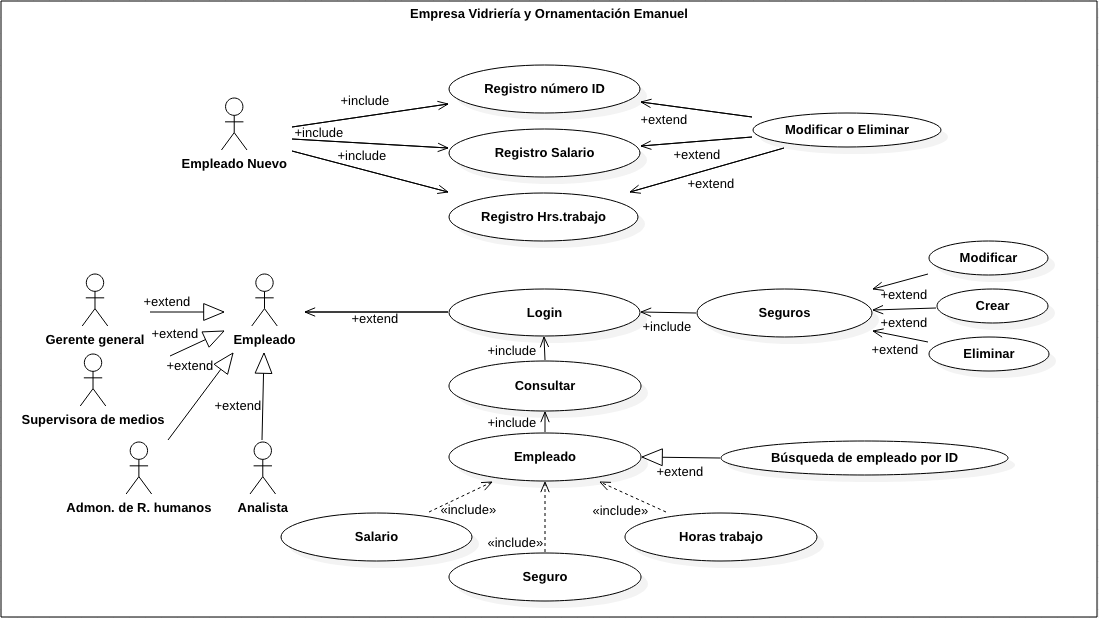 Empresa Vidriería y Ornamentación Emanuel
Registro número ID
+include
+extend
Modificar o Eliminar
+include
Registro Salario
+extend
+include
Empleado Nuevo
+extend
Registro Hrs.trabajo
Modificar
+extend
+extend
Login
+extend
+include
Seguros
+extend
Crear
+extend
Gerente general
+extend
Empleado
+include
+extend
Eliminar
+extend
Consultar
+extend
Supervisora de medios
+include
Empleado
+extend
Búsqueda de empleado por ID
Admon. de R. humanos
Analista
«include»
«include»
Salario
«include»
Horas trabajo
Seguro